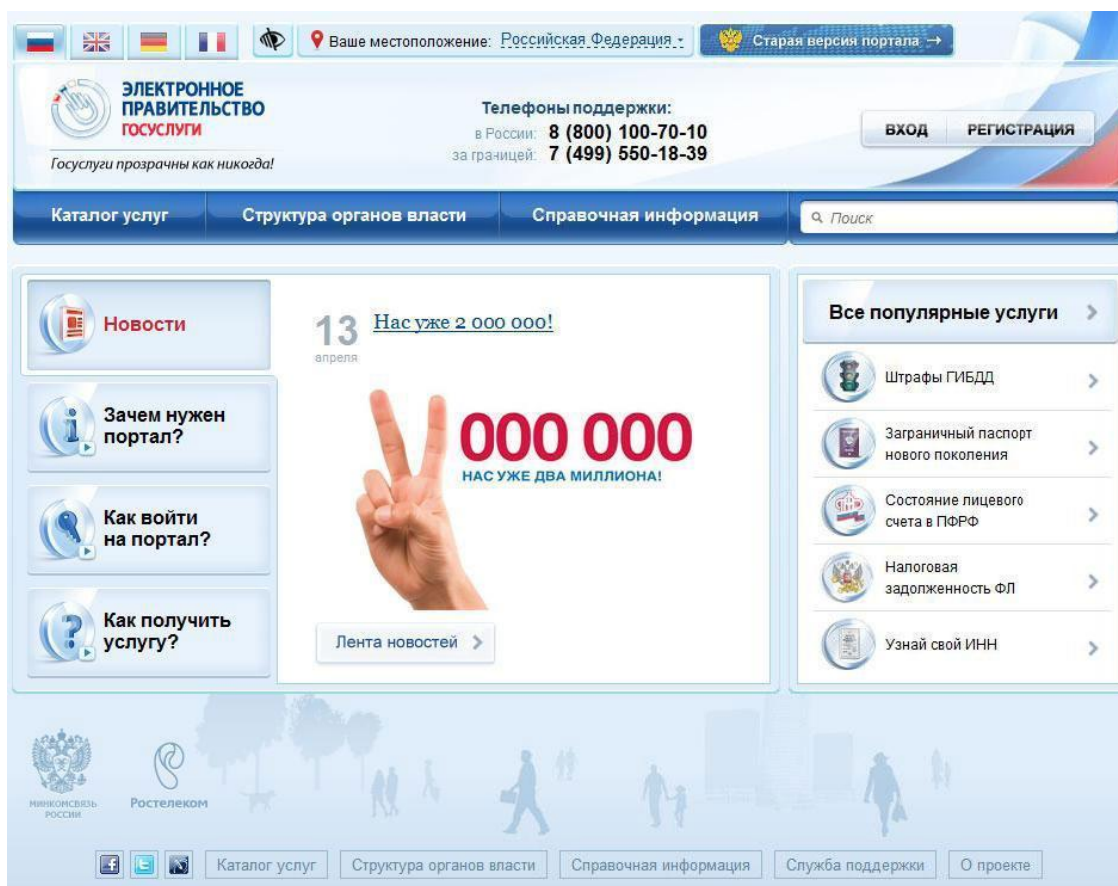 Ваше местоположение: Российская Федерация
Старая версия портала →
ЭЛЕКТРОННОЕ
ПРАВИТЕЛЬСТВО
ГОСУСЛУГИ
Госуслуги прозрачны как никогда!
Телефоны поддержки:
в России: 8 (800) 100-70-10
за границей: 7 (499) 550-18-39
ВХОД РЕГИСТРАЦИЯ
Каталог услуг Структура органов власти Справочная информация Поиск
Новости
Зачем нужен
портал?
Как войти
на портал?
Как получить
услугу?
13
апреля
Нас уже 2 000 000!
000 000
НАС УЖЕ ДВА МИЛЛИОНА!
Лента новостей
Все популярные услуги
Штрафы ГИБДД
Заграничный паспорт
нового поколения
Состояние лицевого
счета в ПФРФ
Налоговая
задолженность ФЛ
Узнай свой ИНН
МИНКОМСВЯЗЬ
РОССИИ
Ростелеком
Каталог услуг Структура органов власти Справочная информация Служба поддержки О проекте